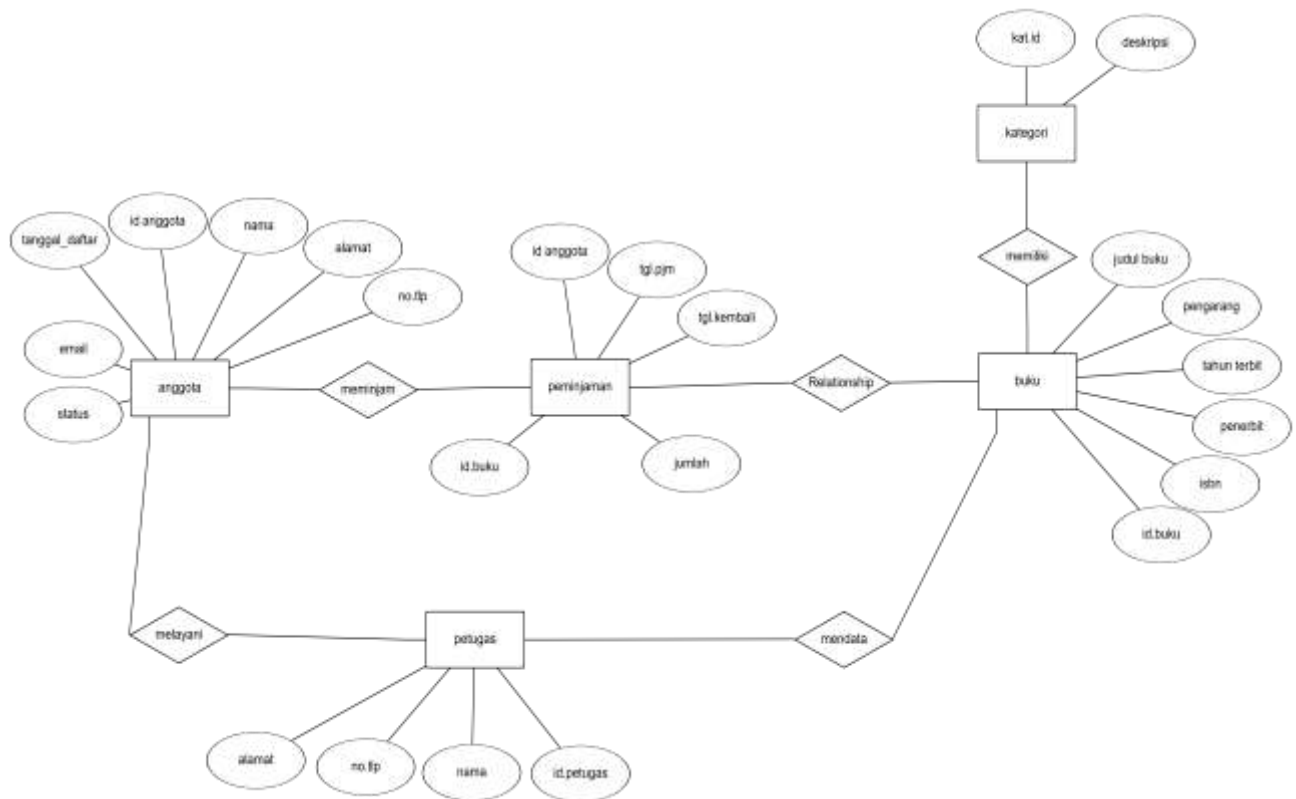 kat.id
deskripsi
kategori
memiliki
tanggal_daftar
id anggota
nama
alamat
no.tlp
email
status
anggota
meminjam
id anggota
tgl.pjm
tgl.kembali
peminjaman
id.buku
jumlah
Relationship
buku
judul buku
pengarang
tahun terbit
penerbit
isbn
id.buku
melayani
petugas
mendata
alamat
no.tlp
nama
id.petugas